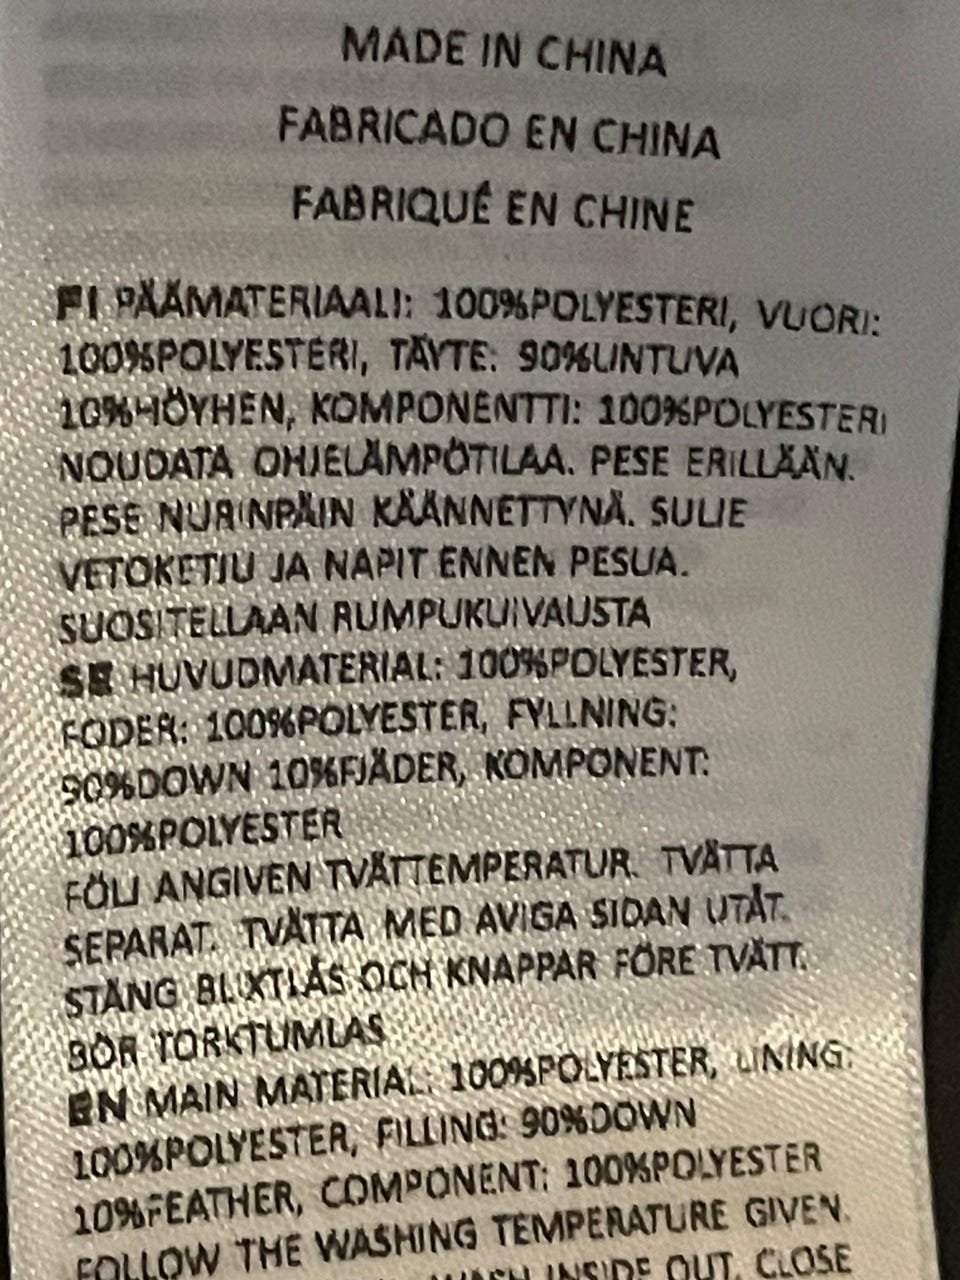 MADE IN CHINA
FABRICADO EN CHINA
FABRIQUÉ EN CHINE
FI PÄÄMATERIAALI: 100%POLYESTERI, VUORI:
100%POLYESTERI, TÄYTE: 90%UNTUVA
10%HÖYHEN, KOMPONENTTI: 100%POLYESTERI
NOUDATA OHJELÄMPÖTILAA. PESE ERILLÄÄN.
PESE NURINPÄIN KÄÄNNETTYNÄ. SULJE
VETOKETJU JA NAPIT ENNEN PESUA.
SUOSITELLAAN RUMPUKUIVAUSTA
SE HUVUDMATERIAL: 100%POLYESTER,
FODER: 100%POLYESTER, FYLLNING:
90%DOWN 10%FJÄDER, KOMPONENT:
100%POLYESTER
FÖLJ ANGIVEN TVÄTTEMPERATUR. TVÄTTA
SEPARAT. TVÄTTA MED AVIGA SIDAN UTÅT.
STÄNG BLIXTLÅS OCH KNAPPAR FÖRE TVÄTT.
BÖR TORKTUMLAS
EN MAIN MATERIAL: 100%POLYESTER, LINING:
100%POLYESTER, FILLING: 90%DOWN
10%FEATHER, COMPONENT: 100%POLYESTER
FOLLOW THE WASHING TEMPERATURE GIVEN.
WASH INSIDE OUT. CLOSE